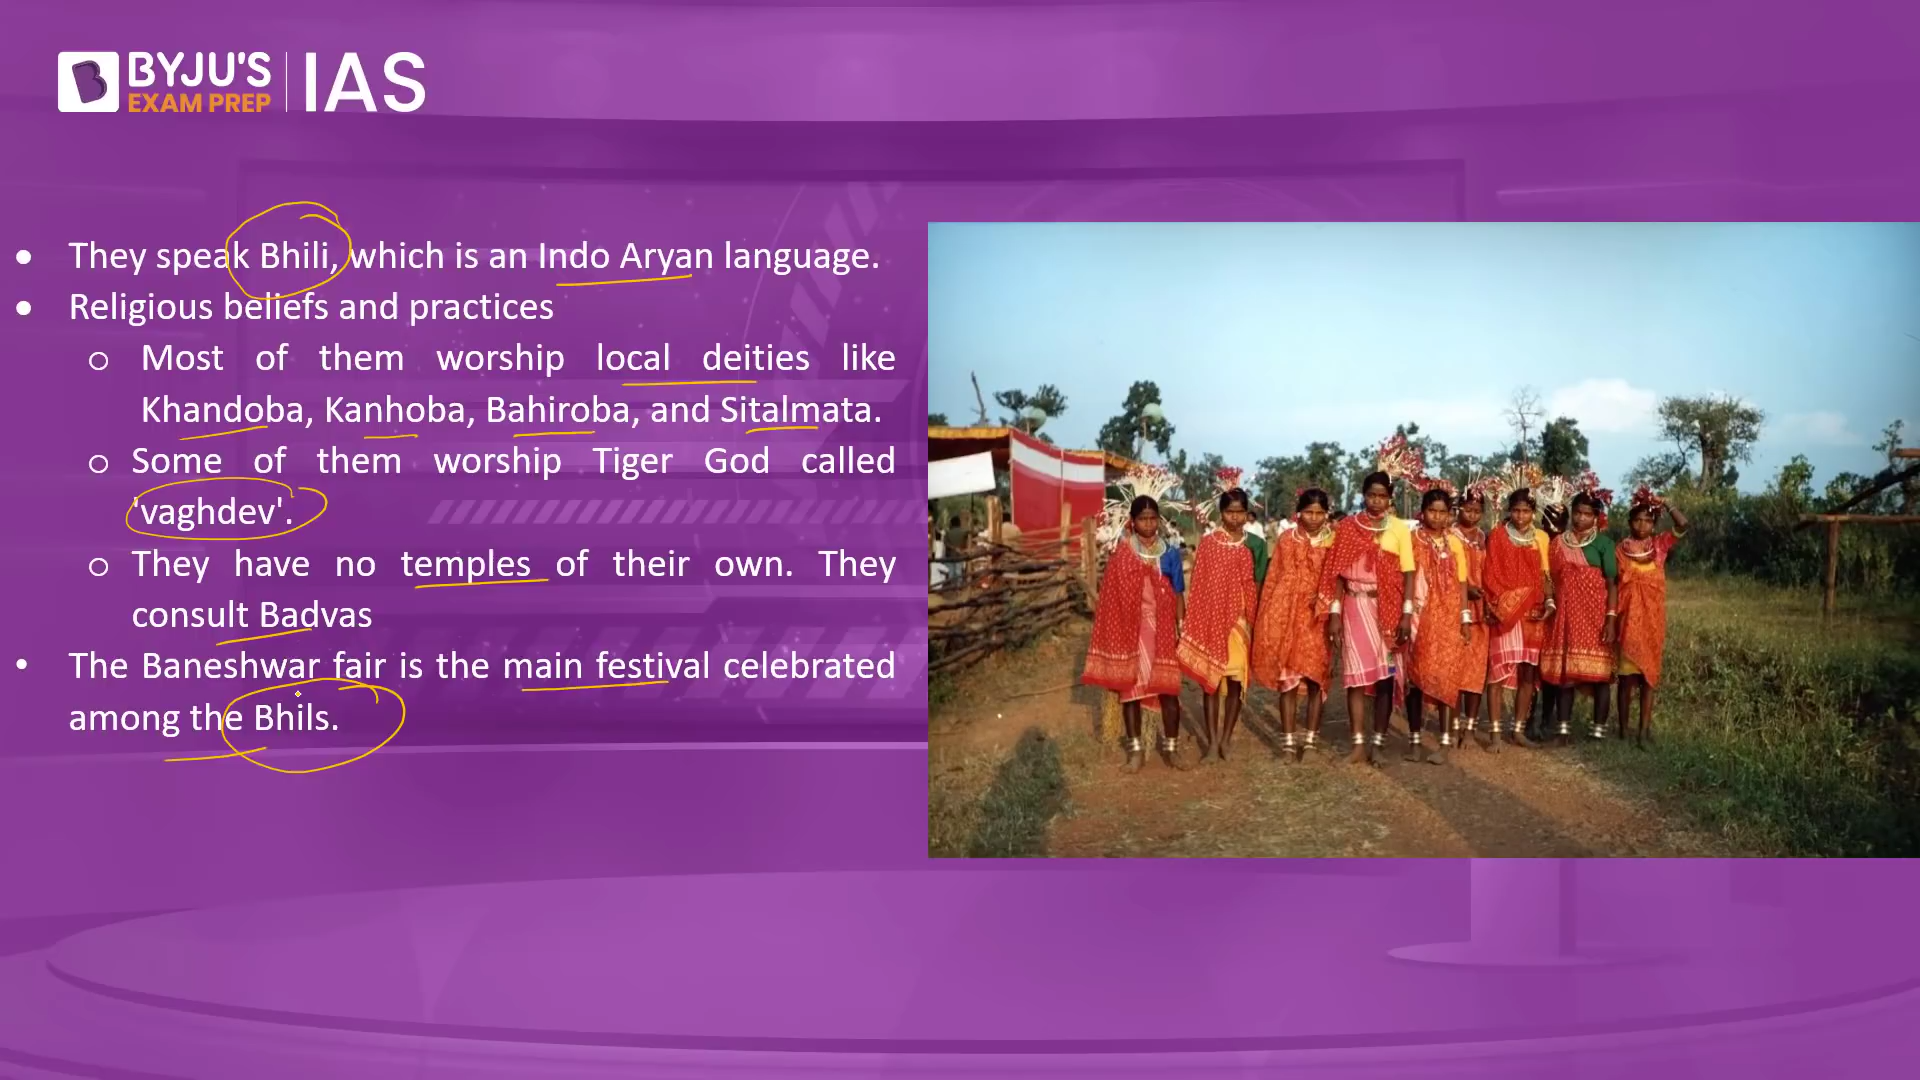 BYJU'S
EXAM PREP
IAS
• They speak Bhili, which is an Indo Aryan language.
• Religious beliefs and practices
o Most of them worship local deities like
Khandoba, Kanhoba, Bahiroba, and Sitalmata.
o Some of them worship Tiger God called
'vaghdev'.
o They have no temples of their own. They
consult Badvas
• The Baneshwar fair is the main festival celebrated
among the Bhils.